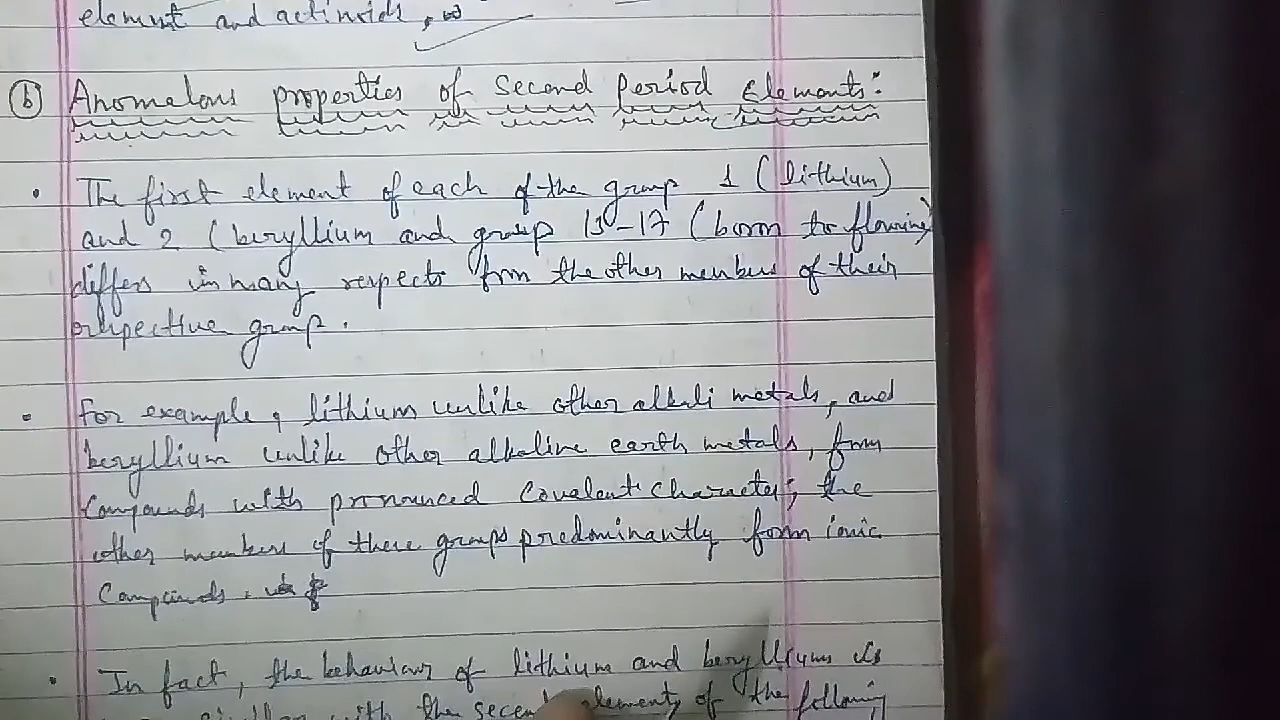 element and actinoids,
(b) Anomalous properties of Second Period Elements:
• The first element of each of the group 1 (lithium)
and 2 (beryllium and group 13-17 (boron to flourine)
differs in many respects from the other members of their
respective group.
• For example, lithium unlike other alkali metals, and
beryllium unlike other alkaline earth metals, form
Compounds with pronounced Covalent Character; the
other members of these groups predominantly form ionic
Compounds.
• In fact, the behaviour of lithium and beryllium is
with the second elements of the following